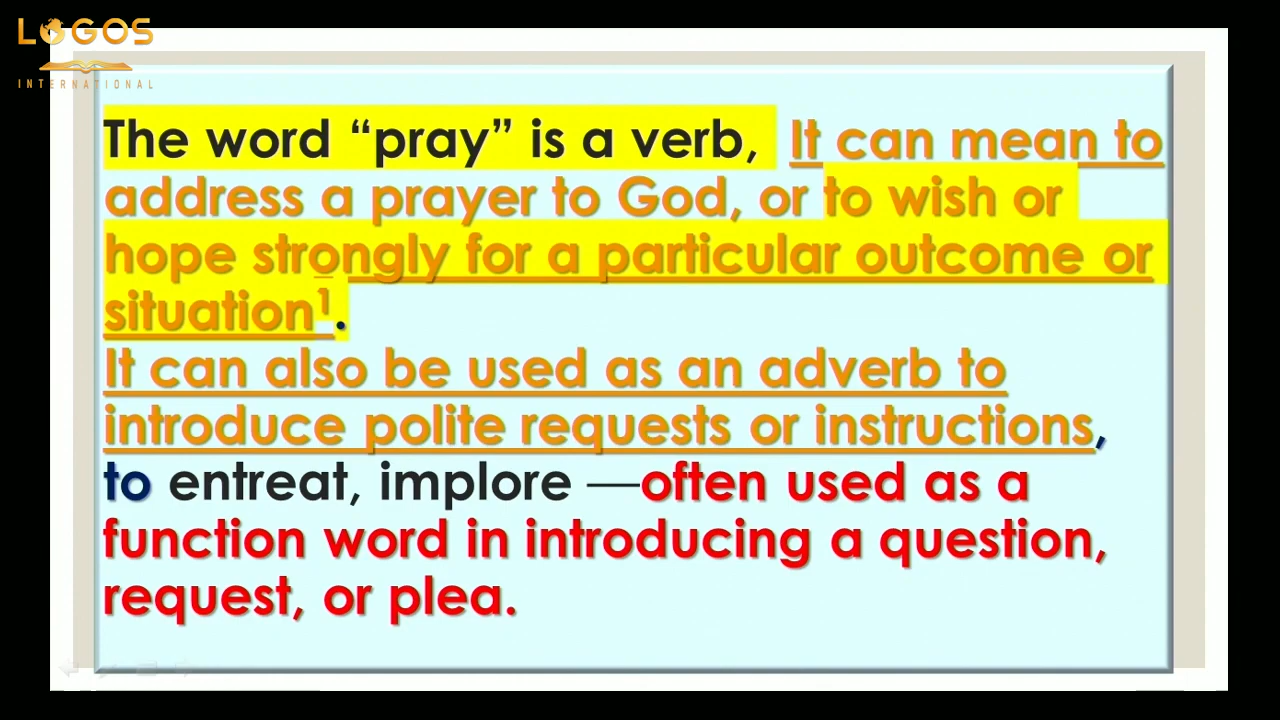 LOGOS
INTERNATIONAL
The word “pray” is a verb, It can mean to
address a prayer to God, or to wish or
hope strongly for a particular outcome or
situation¹.
It can also be used as an adverb to
introduce polite requests or instructions,
to entreat, implore —often used as a
function word in introducing a question,
request, or plea.